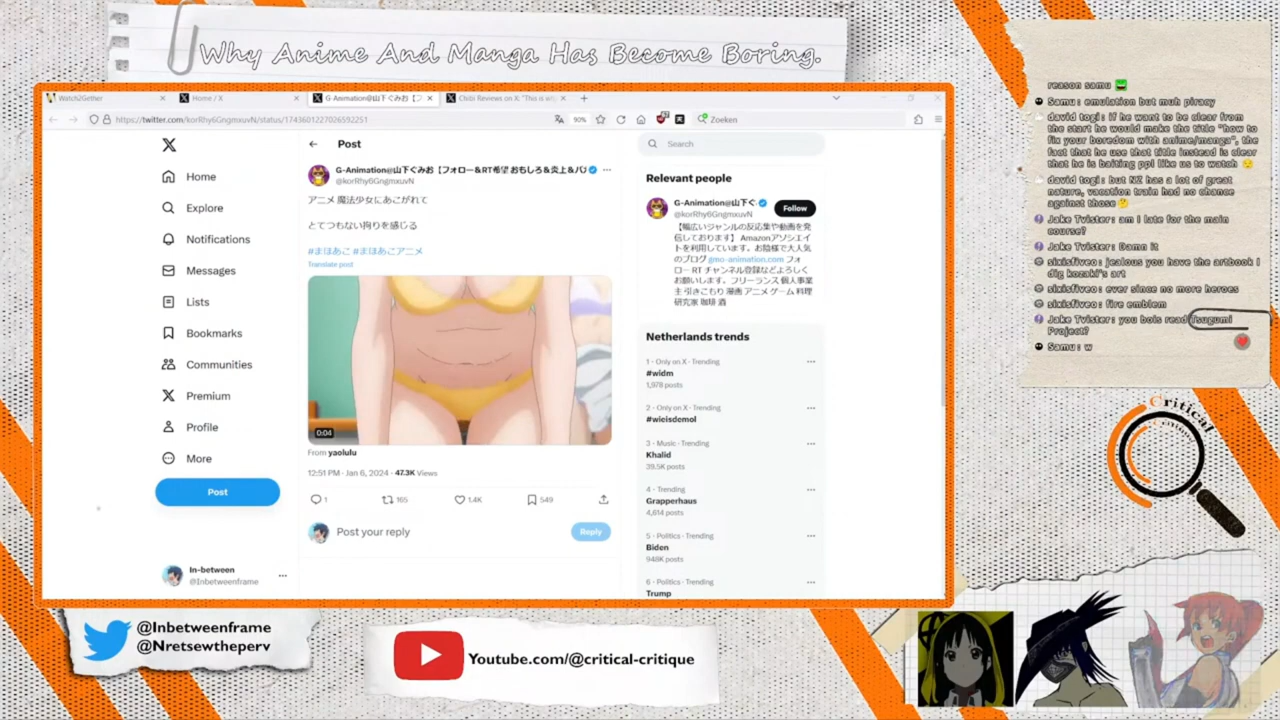 Why Anime And Manga Has Become Boring.
Watch2Gether
Home / X
G-Animation@山下ぐみお【フ
Chibi Reviews on X: "This is why
https://twitter.com/korRhy6GngmxuvN/status/1743601227026592251
90%
Zoeken
Home
Explore
Notifications
Messages
Lists
Bookmarks
Communities
Premium
Profile
More
Post
In-between
@Inbetweenframe
Post
G-Animation@山下ぐみお【フォロー&RT希望 おもしろ&炎上&バ
@korRhy6GngmxuvN
アニメ 魔法少女にあこがれて
とてつもない拘りを感じる
#まほあこ #まほあこアニメ
Translate post
0:04
From yaolulu
12:51 PM · Jan 6, 2024 · 47.3K Views
1
165
1.4K
549
Post your reply
Reply
Search
Relevant people
G-Animation@山下ぐ
@korRhy6GngmxuvN
Follow
【幅広いジャンルの反応集や動画を発
信しております】 Amazonアソシエイ
トを利用しています。お陰様で大人気
のブログ gmo-animation.com フォ
ロー RT チャンネル登録などよろしく
お願いします。フリーランス 個人事業
主 引きこもり 漫画 アニメ ゲーム 料理
研究家 珈琲 酒
Netherlands trends
1 · Only on X · Trending
#widm
1,978 posts
2 · Only on X · Trending
#wieisdemol
3 · Music · Trending
Khalid
39.5K posts
4 · Trending
Grapperhaus
4,614 posts
5 · Politics · Trending
Biden
948K posts
6 · Politics · Trending
Trump
reason samu
Samu: emulation but muh piracy
david togi: if he want to be clear from
the start he would make the title "how to
fix your boredom with anime/manga", the
fact that he use that title instead is clear
that he is baiting ppl like us to watch
david togi: but NZ has a lot of great
nature, vacation train had no chance
against those
Jake Tvister: am I late for the main
course?
Jake Tvister: Damn it
sixisfiveo: jealous you have the artbook I
dig kozaki's art
sixisfiveo: ever since no more heroes
sixisfiveo: fire emblem
Jake Tvister: you bois read Tsugumi
Project?
Samu: w
Critical
@Inbetweenframe
@Nretsewtheperv
Youtube.com/@critical-critique